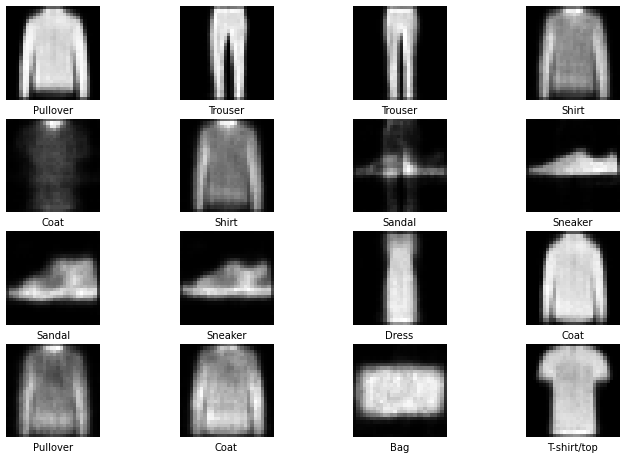 Pullover
Trouser
Trouser
Shirt
Coat
Shirt
Sandal
Sneaker
Sandal
Sneaker
Dress
Coat
Pullover
Coat
Bag
T-shirt/top